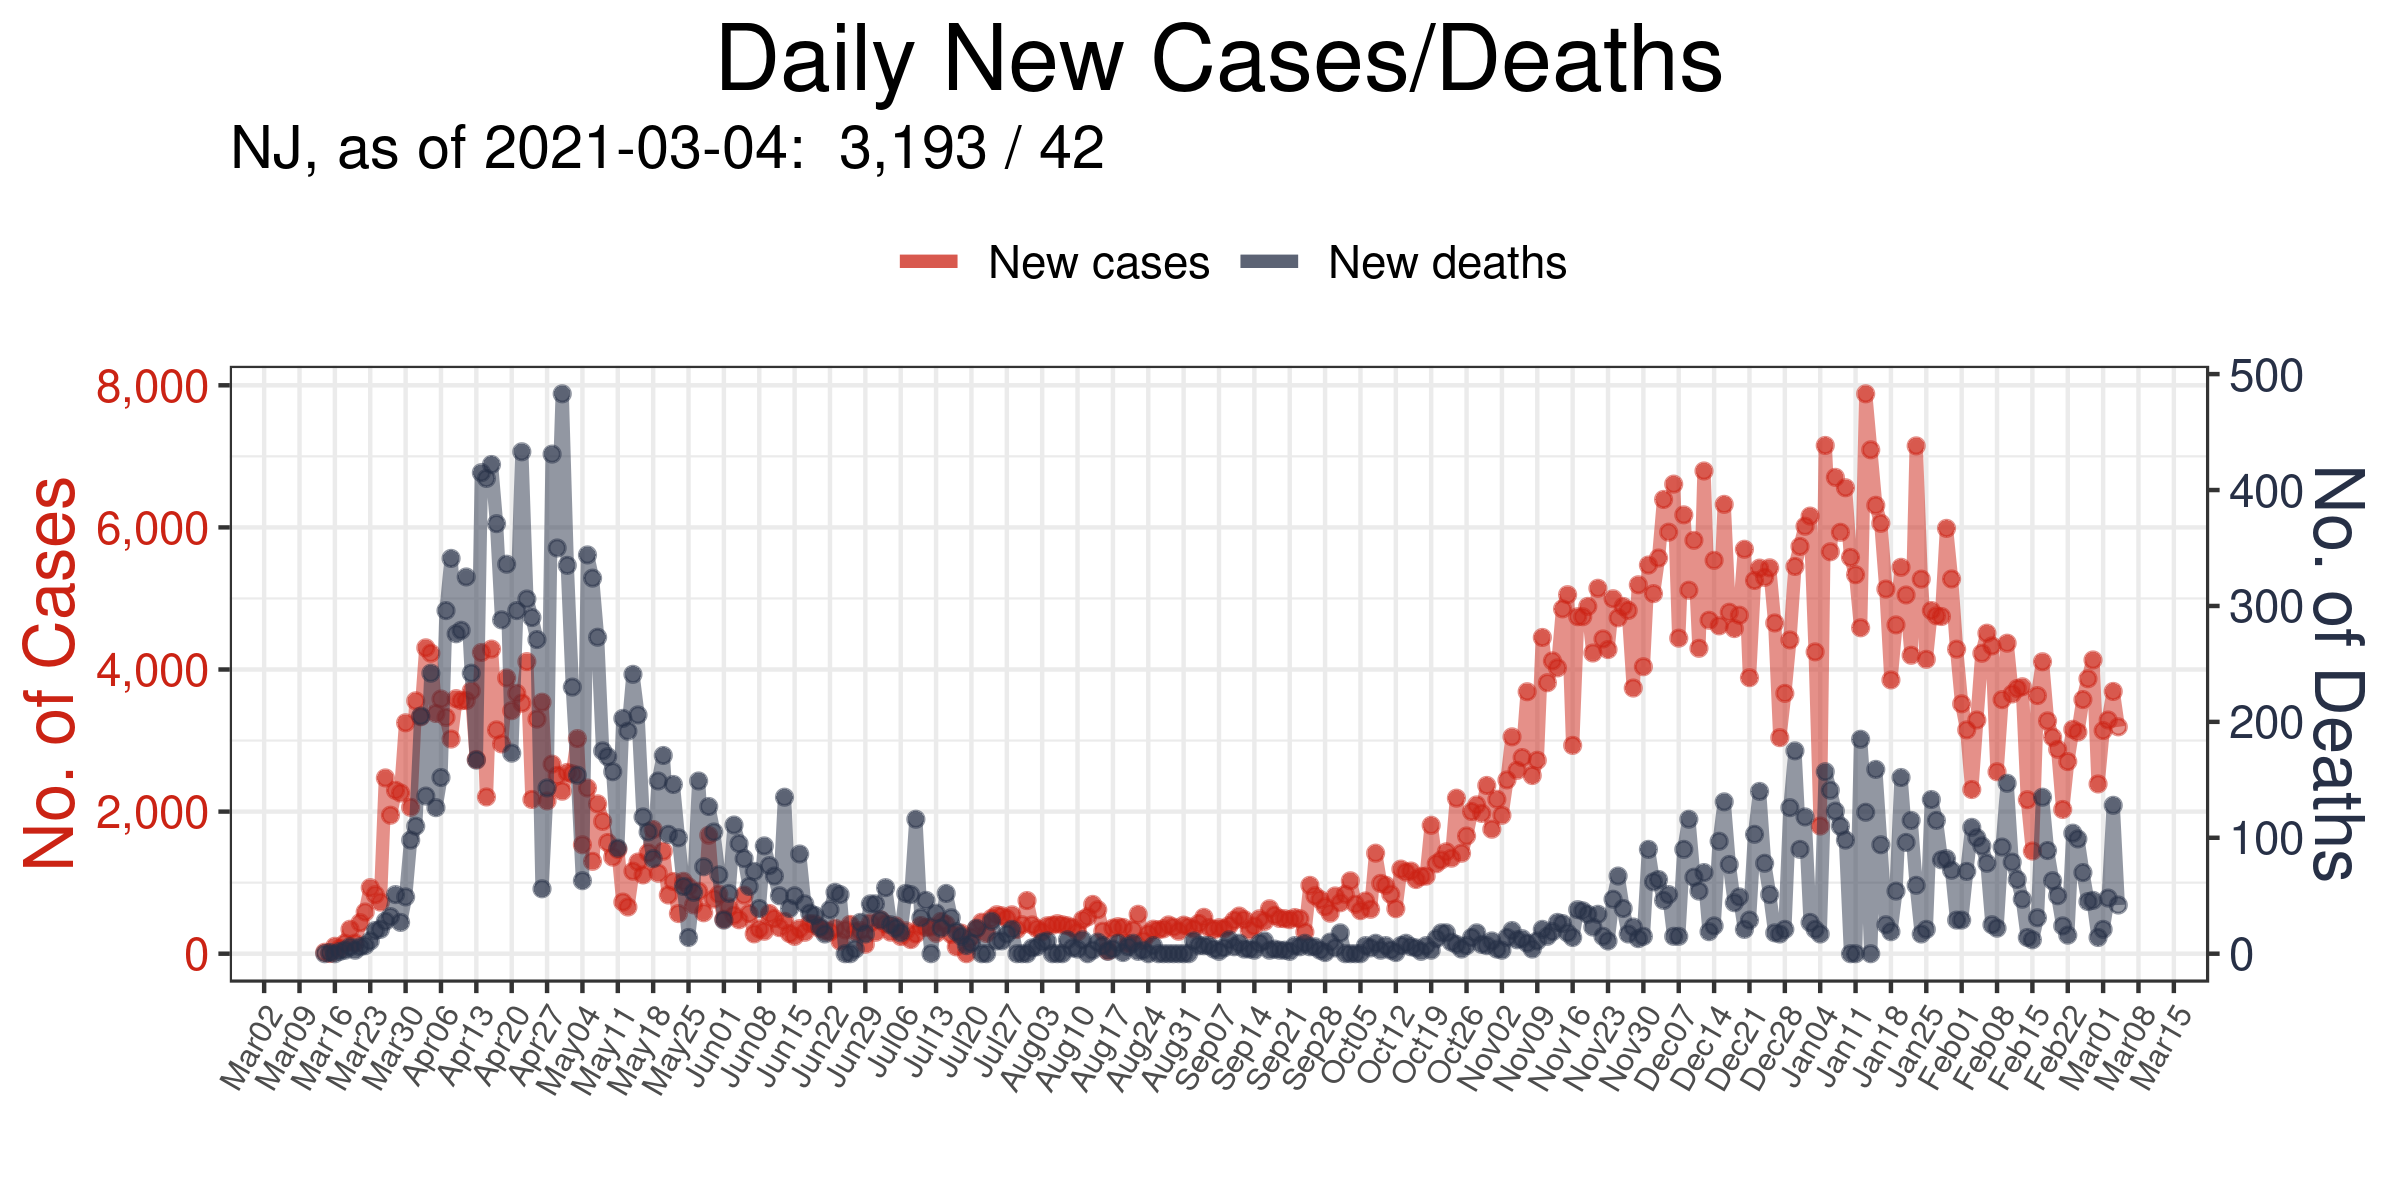 Daily New Cases/Deaths
NJ, as of 2021-03-04:  3,193 / 42
New cases New deaths
No. of Cases
8,000
6,000
4,000
2,000
0
500
400
300
200
100
0
No. of Deaths
Mar02 Mar09 Mar16 Mar23 Mar30 Apr06 Apr13 Apr20 Apr27 May04 May11 May18 May25 Jun01 Jun08 Jun15 Jun22 Jun29 Jul06 Jul13 Jul20 Jul27 Aug03 Aug10 Aug17 Aug24 Aug31 Sep07 Sep14 Sep21 Sep28 Oct05 Oct12 Oct19 Oct26 Nov02 Nov09 Nov16 Nov23 Nov30 Dec07 Dec14 Dec21 Dec28 Dec04 Jan11 Jan18 Jan25 Feb01 Feb08 Feb15 Feb22 Mar01 Mar08 Mar15